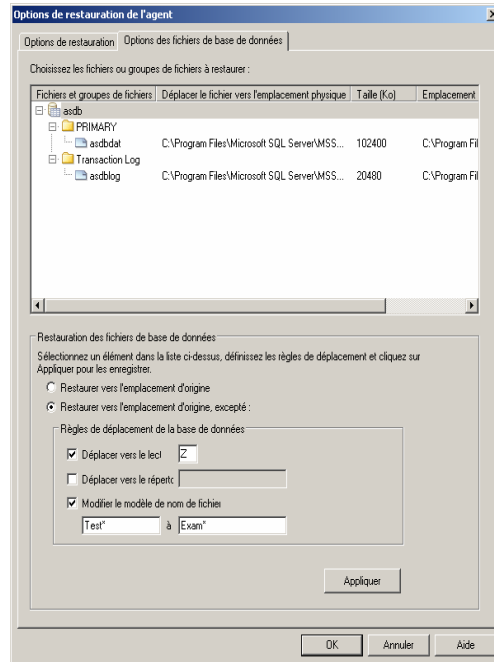 Options de restauration de l'agent
Options de restauration Options des fichiers de base de données
Choisissez les fichiers ou groupes de fichiers à restaurer :
Fichiers et groupes de fichiers Déplacer le fichier vers l'emplacement physique Taille (Ko) Emplacement
asdb
PRIMARY
asdbdat C:\Program Files\Microsoft SQL Server\MSS... 102400 C:\Program Fil
Transaction Log
asdblog C:\Program Files\Microsoft SQL Server\MSS... 20480 C:\Program Fil
Restauration des fichiers de base de données
Sélectionnez un élément dans la liste ci-dessus, définissez les règles de déplacement et cliquez sur
Appliquer pour les enregistrer.
Restaurer vers l'emplacement d'origine
Restaurer vers l'emplacement d'origine, excepté :
Règles de déplacement de la base de données
Déplacer vers le lect Z
Déplacer vers le réperto
Modifier le modèle de nom de fichier
Test* à Exam*
Appliquer
OK Annuler Aide